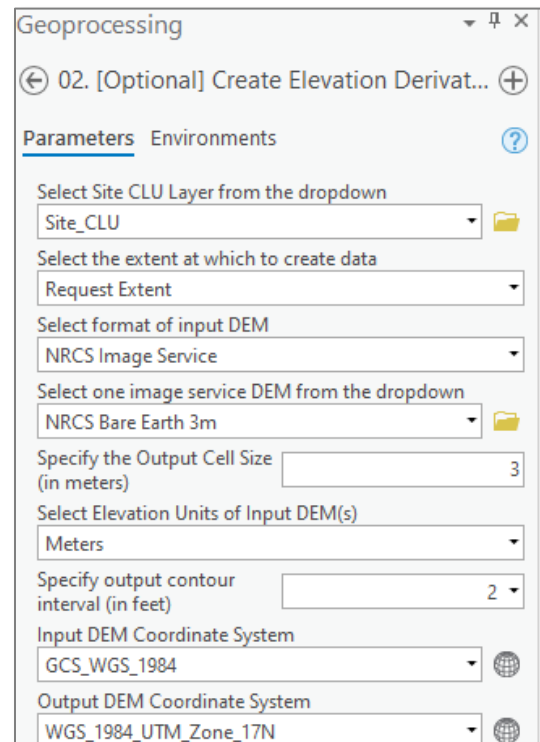 Geoprocessing
02. [Optional] Create Elevation Derivat...
Parameters Environments
Select Site CLU Layer from the dropdown
Site_CLU
Select the extent at which to create data
Request Extent
Select format of input DEM
NRCS Image Service
Select one image service DEM from the dropdown
NRCS Bare Earth 3m
Specify the Output Cell Size
(in meters)
3
Select Elevation Units of Input DEM(s)
Meters
Specify output contour
interval (in feet)
2
Input DEM Coordinate System
GCS_WGS_1984
Output DEM Coordinate System
WGS_1984_UTM_Zone_17N